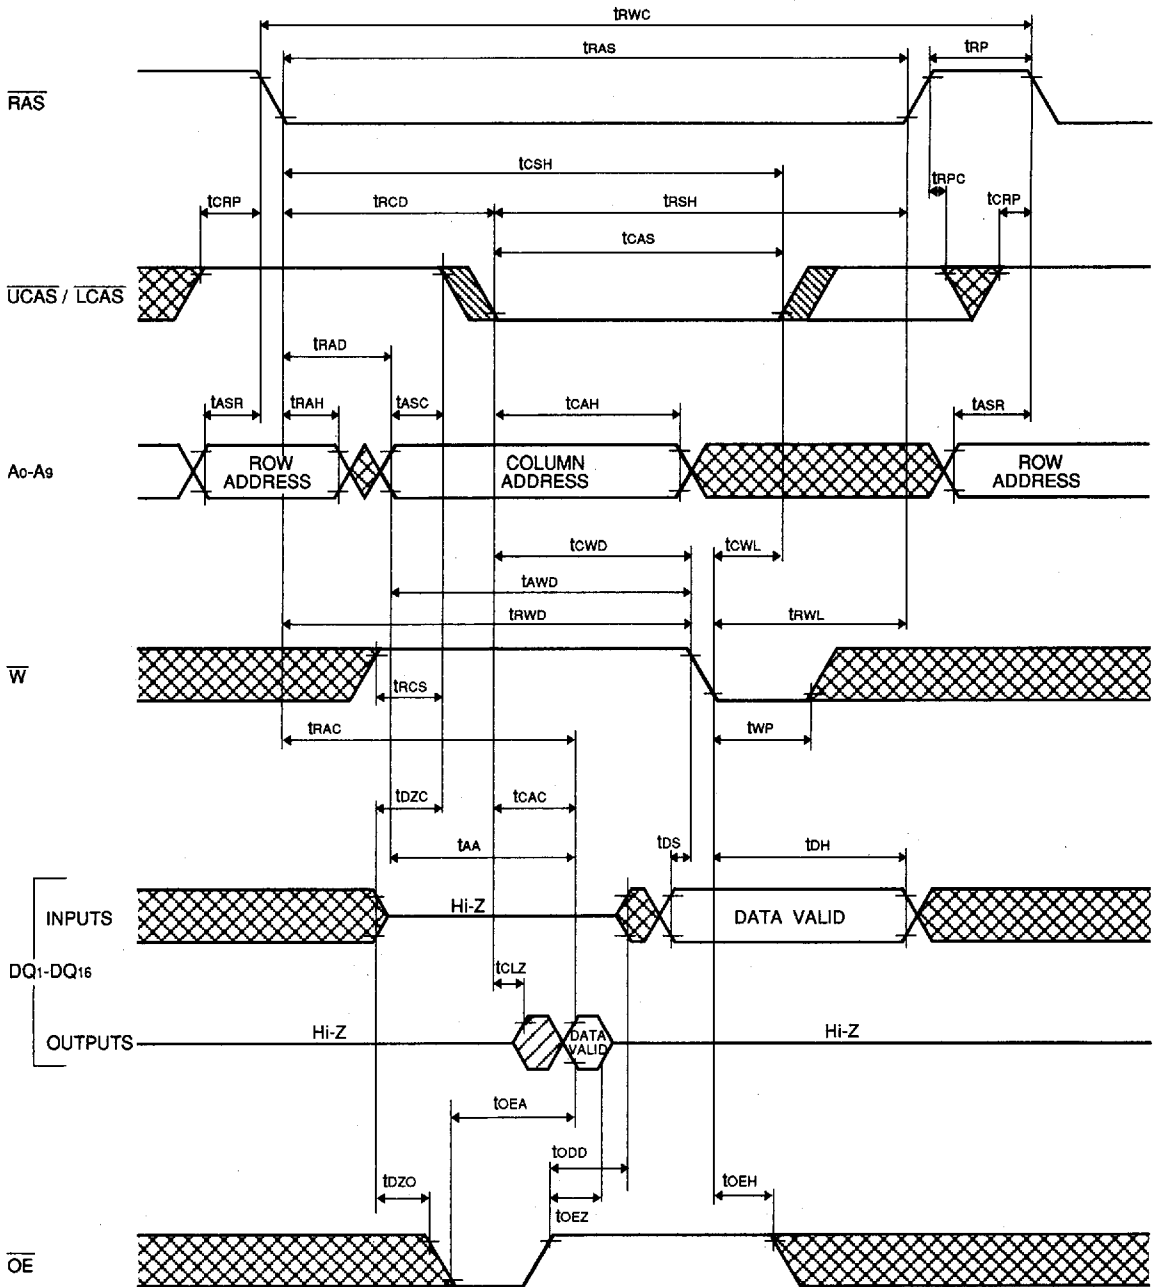 tRWC
tRAS
tRP
RAS
tCSH
tRPC
tCRP
tRCD
tRSH
tCRP
tCAS
UCAS / LCAS
tRAD
tASR
tRAH
tASC
tCAH
tASR
A0-A9
ROW
ADDRESS
COLUMN
ADDRESS
ROW
ADDRESS
tCWD
tCWL
tAWD
tRWD
tRWL
W
tRCS
tRAC
tWP
tDZC
tCAC
tAA
tDS
tDH
INPUTS
Hi-Z
DATA VALID
DQ1-DQ16
tCLZ
OUTPUTS
Hi-Z
DATA
VALID
Hi-Z
tOEA
tODD
tDZO
tOEZ
tOEH
OE